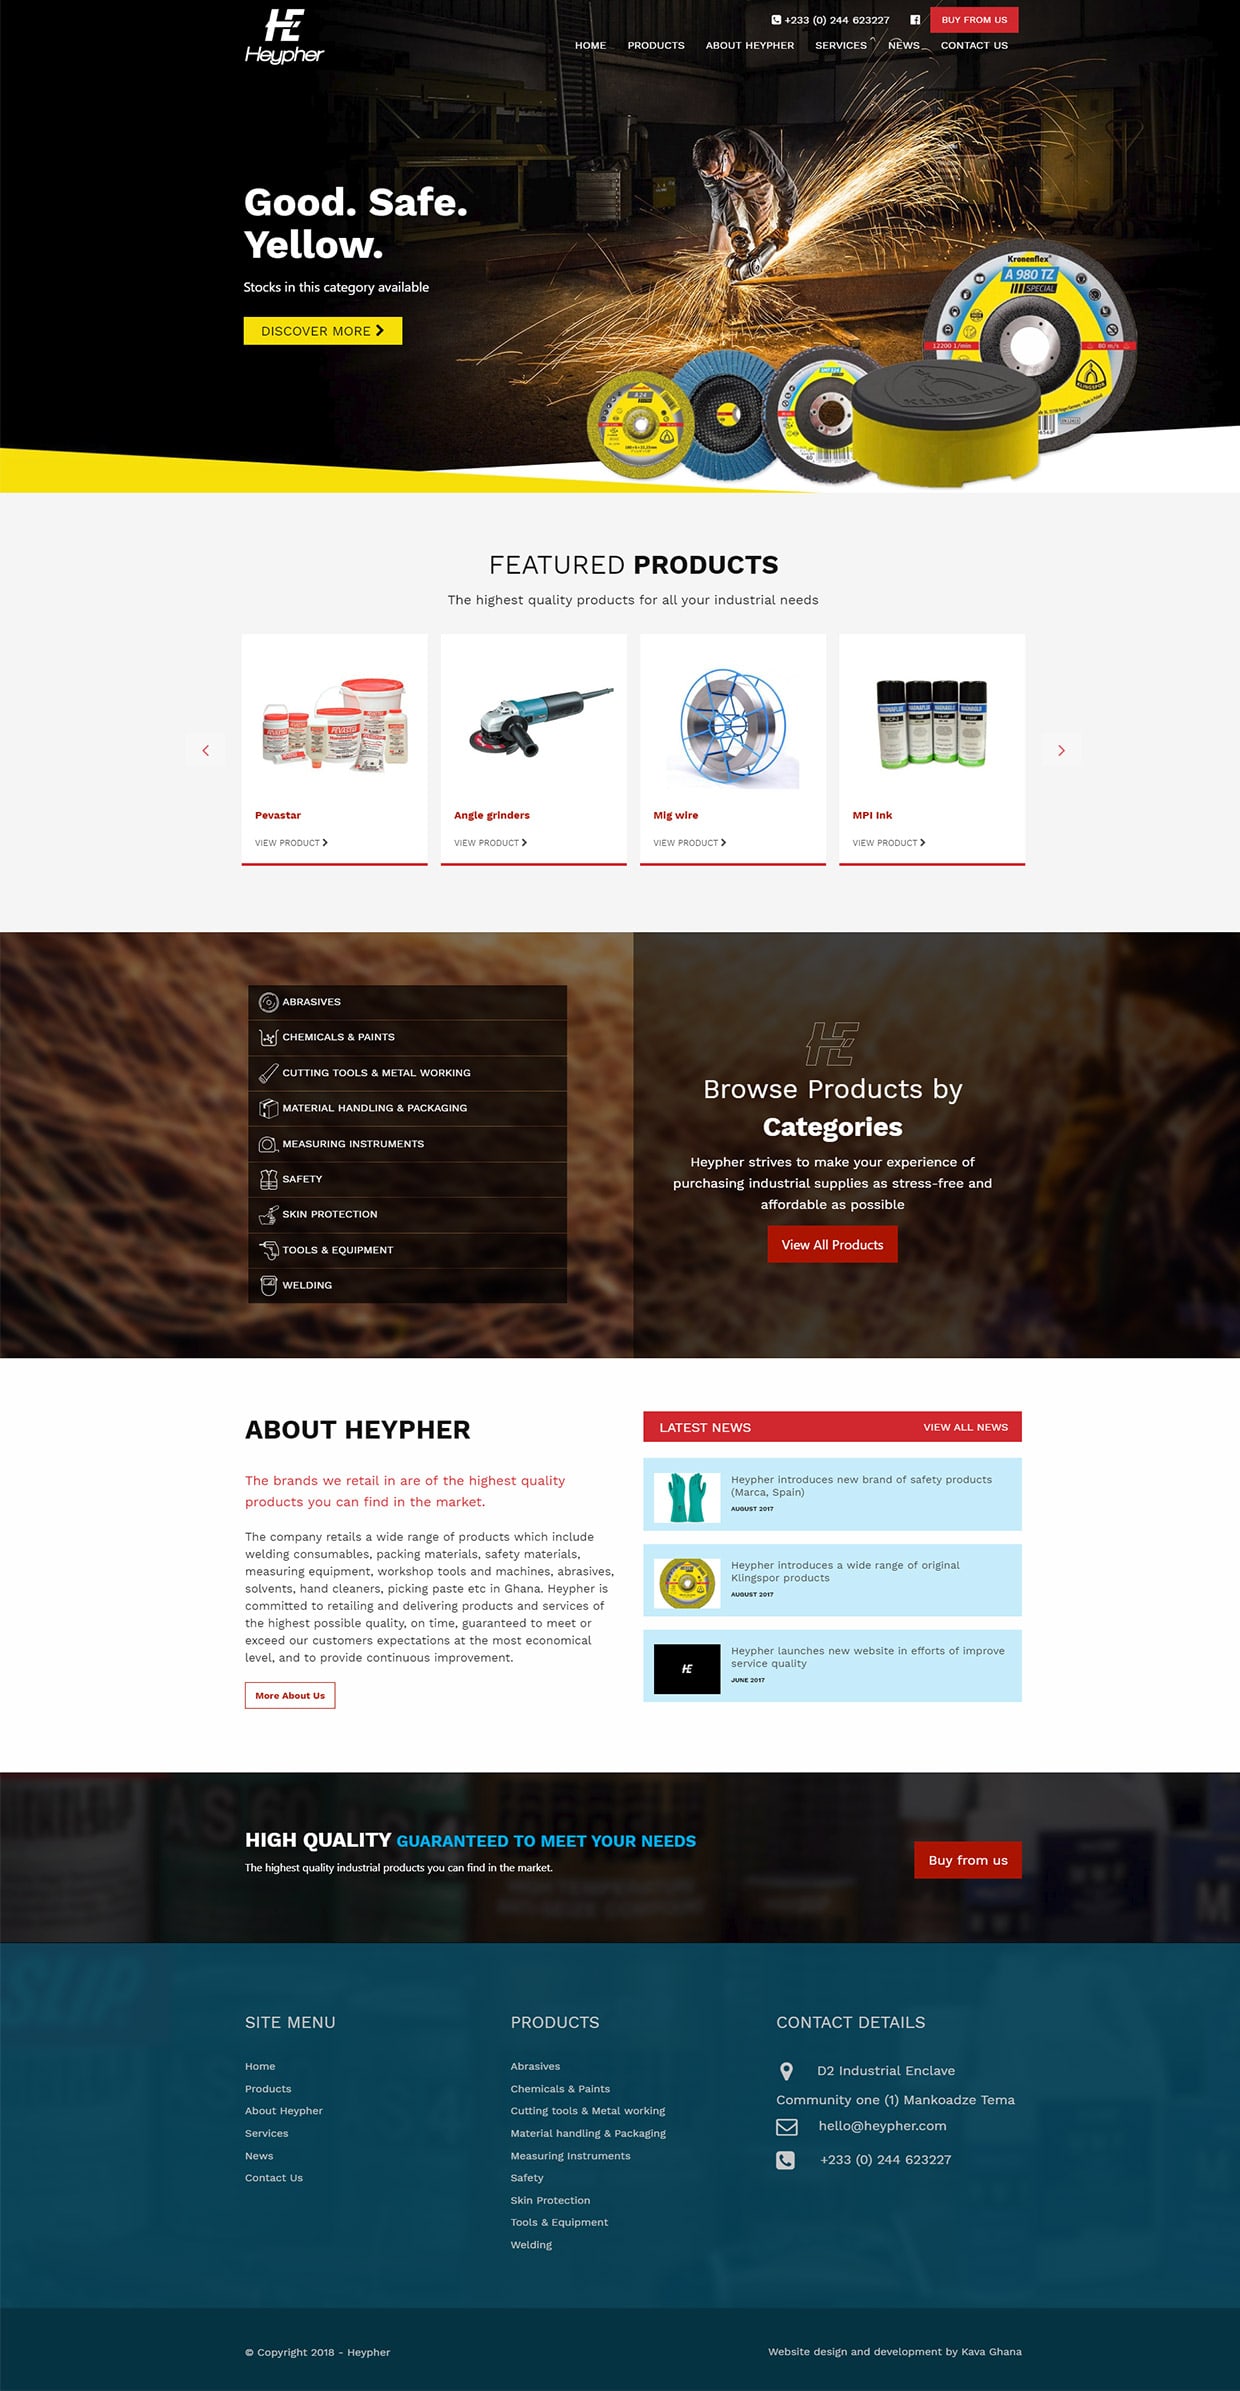 HE
Heypher
+233 (0) 244 623227
BUY FROM US
HOME PRODUCTS ABOUT HEYPHER SERVICES NEWS CONTACT US
Good. Safe.
Yellow.
Stocks in this category available
DISCOVER MORE
Kronenflex®
A 980 TZ
SPECIAL
12200 1/min
80 m/s
KLINGSPOR
A 24
KLINGSPOR
FEATURED PRODUCTS
The highest quality products for all your industrial needs
PEVASTAR
MAGNAFLUX
Pevastar
Angle grinders
Mig wire
MPI Ink
VIEW PRODUCT
VIEW PRODUCT
VIEW PRODUCT
VIEW PRODUCT
ABRASIVES
CHEMICALS & PAINTS
CUTTING TOOLS & METAL WORKING
MATERIAL HANDLING & PACKAGING
MEASURING INSTRUMENTS
SAFETY
SKIN PROTECTION
TOOLS & EQUIPMENT
WELDING
HE
Browse Products by
Categories
Heypher strives to make your experience of
purchasing industrial supplies as stress-free and
affordable as possible
View All Products
ABOUT HEYPHER
The brands we retail in are of the highest quality
products you can find in the market.
The company retails a wide range of products which include
welding consumables, packing materials, safety materials,
measuring equipment, workshop tools and machines, abrasives,
solvents, hand cleaners, picking paste etc in Ghana. Heypher is
committed to retailing and delivering products and services of
the highest possible quality, on time, guaranteed to meet or
exceed our customers expectations at the most economical
level, and to provide continuous improvement.
More About Us
LATEST NEWS
VIEW ALL NEWS
Heypher introduces new brand of safety products
(Marca, Spain)
AUGUST 2017
Heypher introduces a wide range of original
Klingspor products
AUGUST 2017
HE
Heypher launches new website in efforts of improve
service quality
JUNE 2017
HIGH QUALITY GUARANTEED TO MEET YOUR NEEDS
The highest quality industrial products you can find in the market.
Buy from us
SITE MENU
Home
Products
About Heypher
Services
News
Contact Us
PRODUCTS
Abrasives
Chemicals & Paints
Cutting tools & Metal working
Material handling & Packaging
Measuring Instruments
Safety
Skin Protection
Tools & Equipment
Welding
CONTACT DETAILS
D2 Industrial Enclave
Community one (1) Mankoadze Tema
hello@heypher.com
+233 (0) 244 623227
© Copyright 2018 - Heypher
Website design and development by Kava Ghana